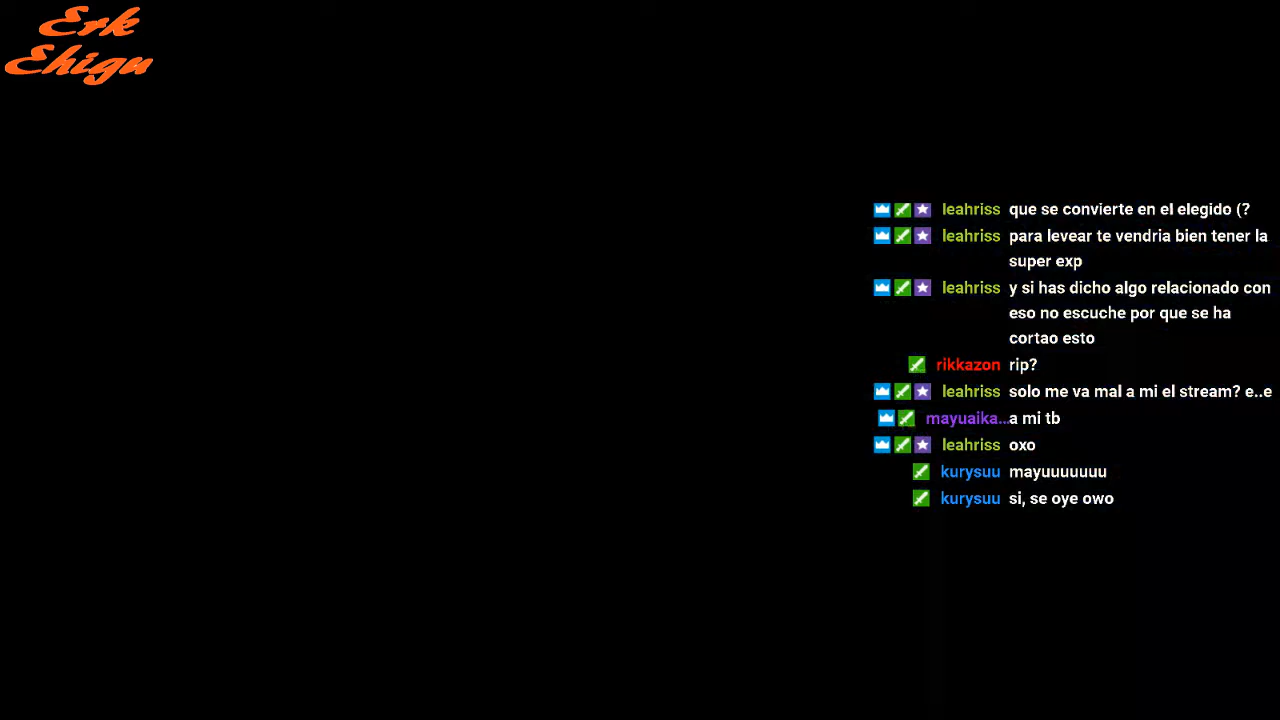 Erk
Ehigu
leahriss que se convierte en el elegido (?
leahriss para levear te vendria bien tener la
super exp
leahriss y si has dicho algo relacionado con
eso no escuche por que se ha
cortao esto
rikkazon rip?
leahriss solo me va mal a mi el stream? e..e
mayuaika... a mi tb
leahriss oxo
kurysuu mayuuuuuuu
kurysuu si, se oye owo